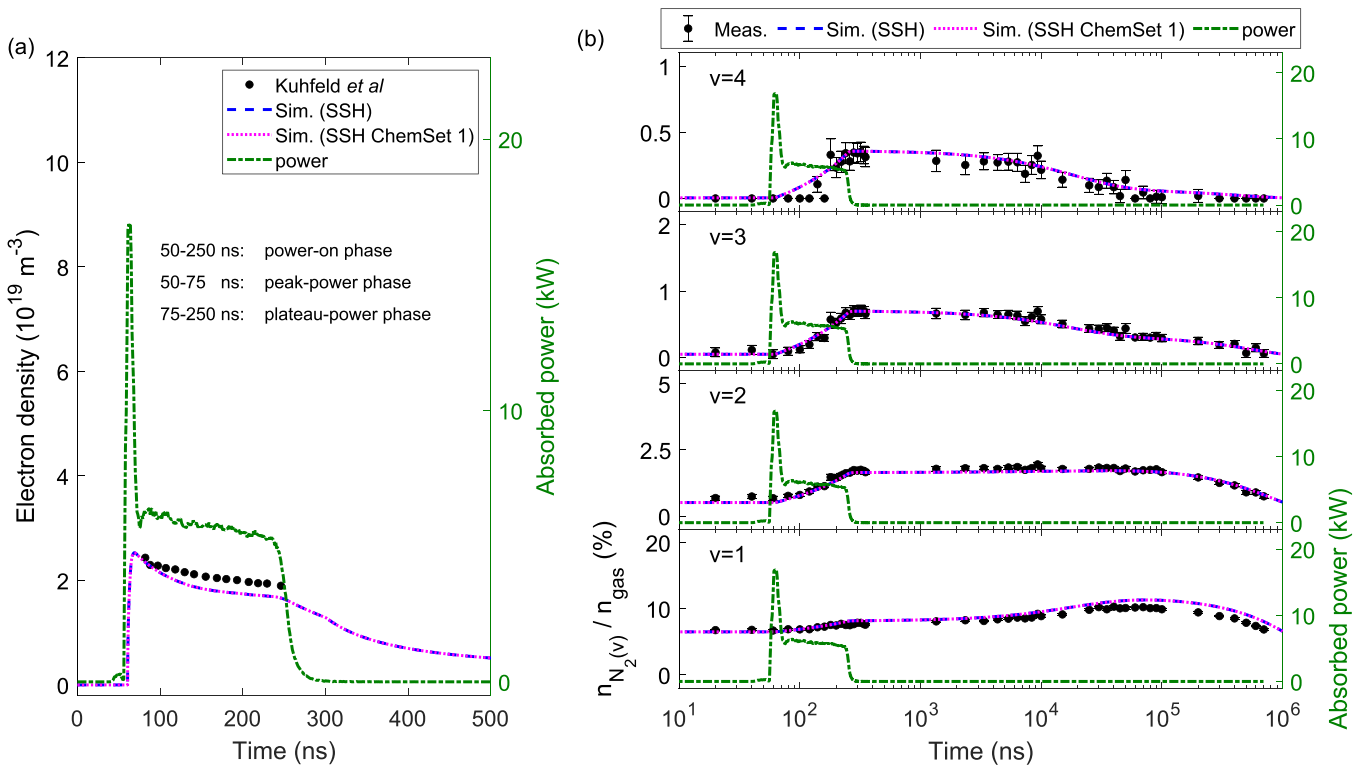 (a)
12
10
8
6
4
2
0
Electron density (10^19 m^-3)
Kuhfeld et al
Sim. (SSH)
Sim. (SSH ChemSet 1)
power
50-250 ns: power-on phase
50-75 ns: peak-power phase
75-250 ns: plateau-power phase
20
10
0
Absorbed power (kW)
0 100 200 300 400 500
Time (ns)
(b)
Meas. Sim. (SSH) Sim. (SSH ChemSet 1) power
v=4
1
0.5
0
20
10
0
v=3
2
1
0
20
10
0
v=2
5
2.5
0
20
10
0
v=1
20
10
0
20
10
0
n_N2(v) / n_gas (%)
Absorbed power (kW)
10^1 10^2 10^3 10^4 10^5 10^6
Time (ns)